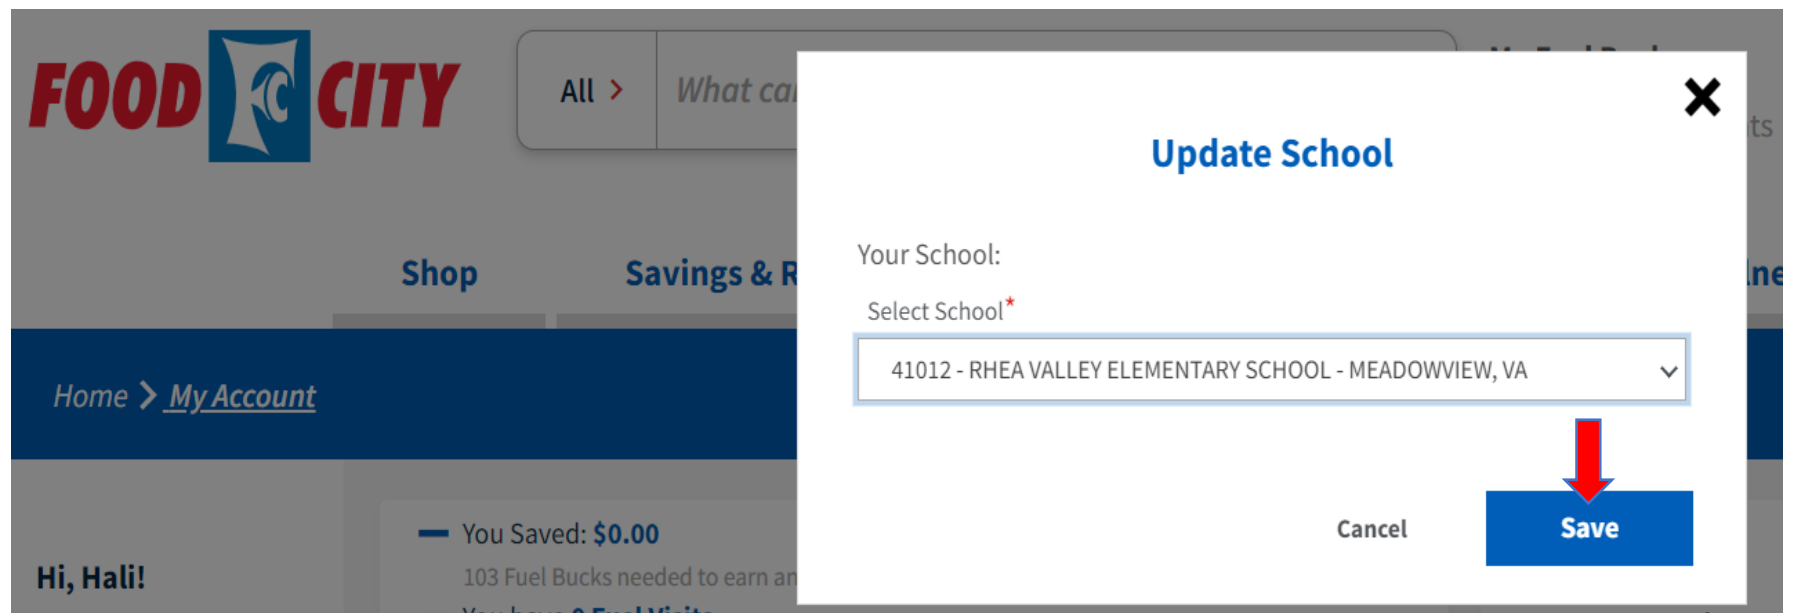 FOOD FC CITY
All >
What
Update School
Your School:
Select School*
Shop
Savings &
41012 - RHEA VALLEY ELEMENTARY SCHOOL - MEADOWVIEW, VA
Home > My Account
Cancel
Save
You Saved: $0.00
103 Fuel Bucks needed to earn an
Hi, Hali!